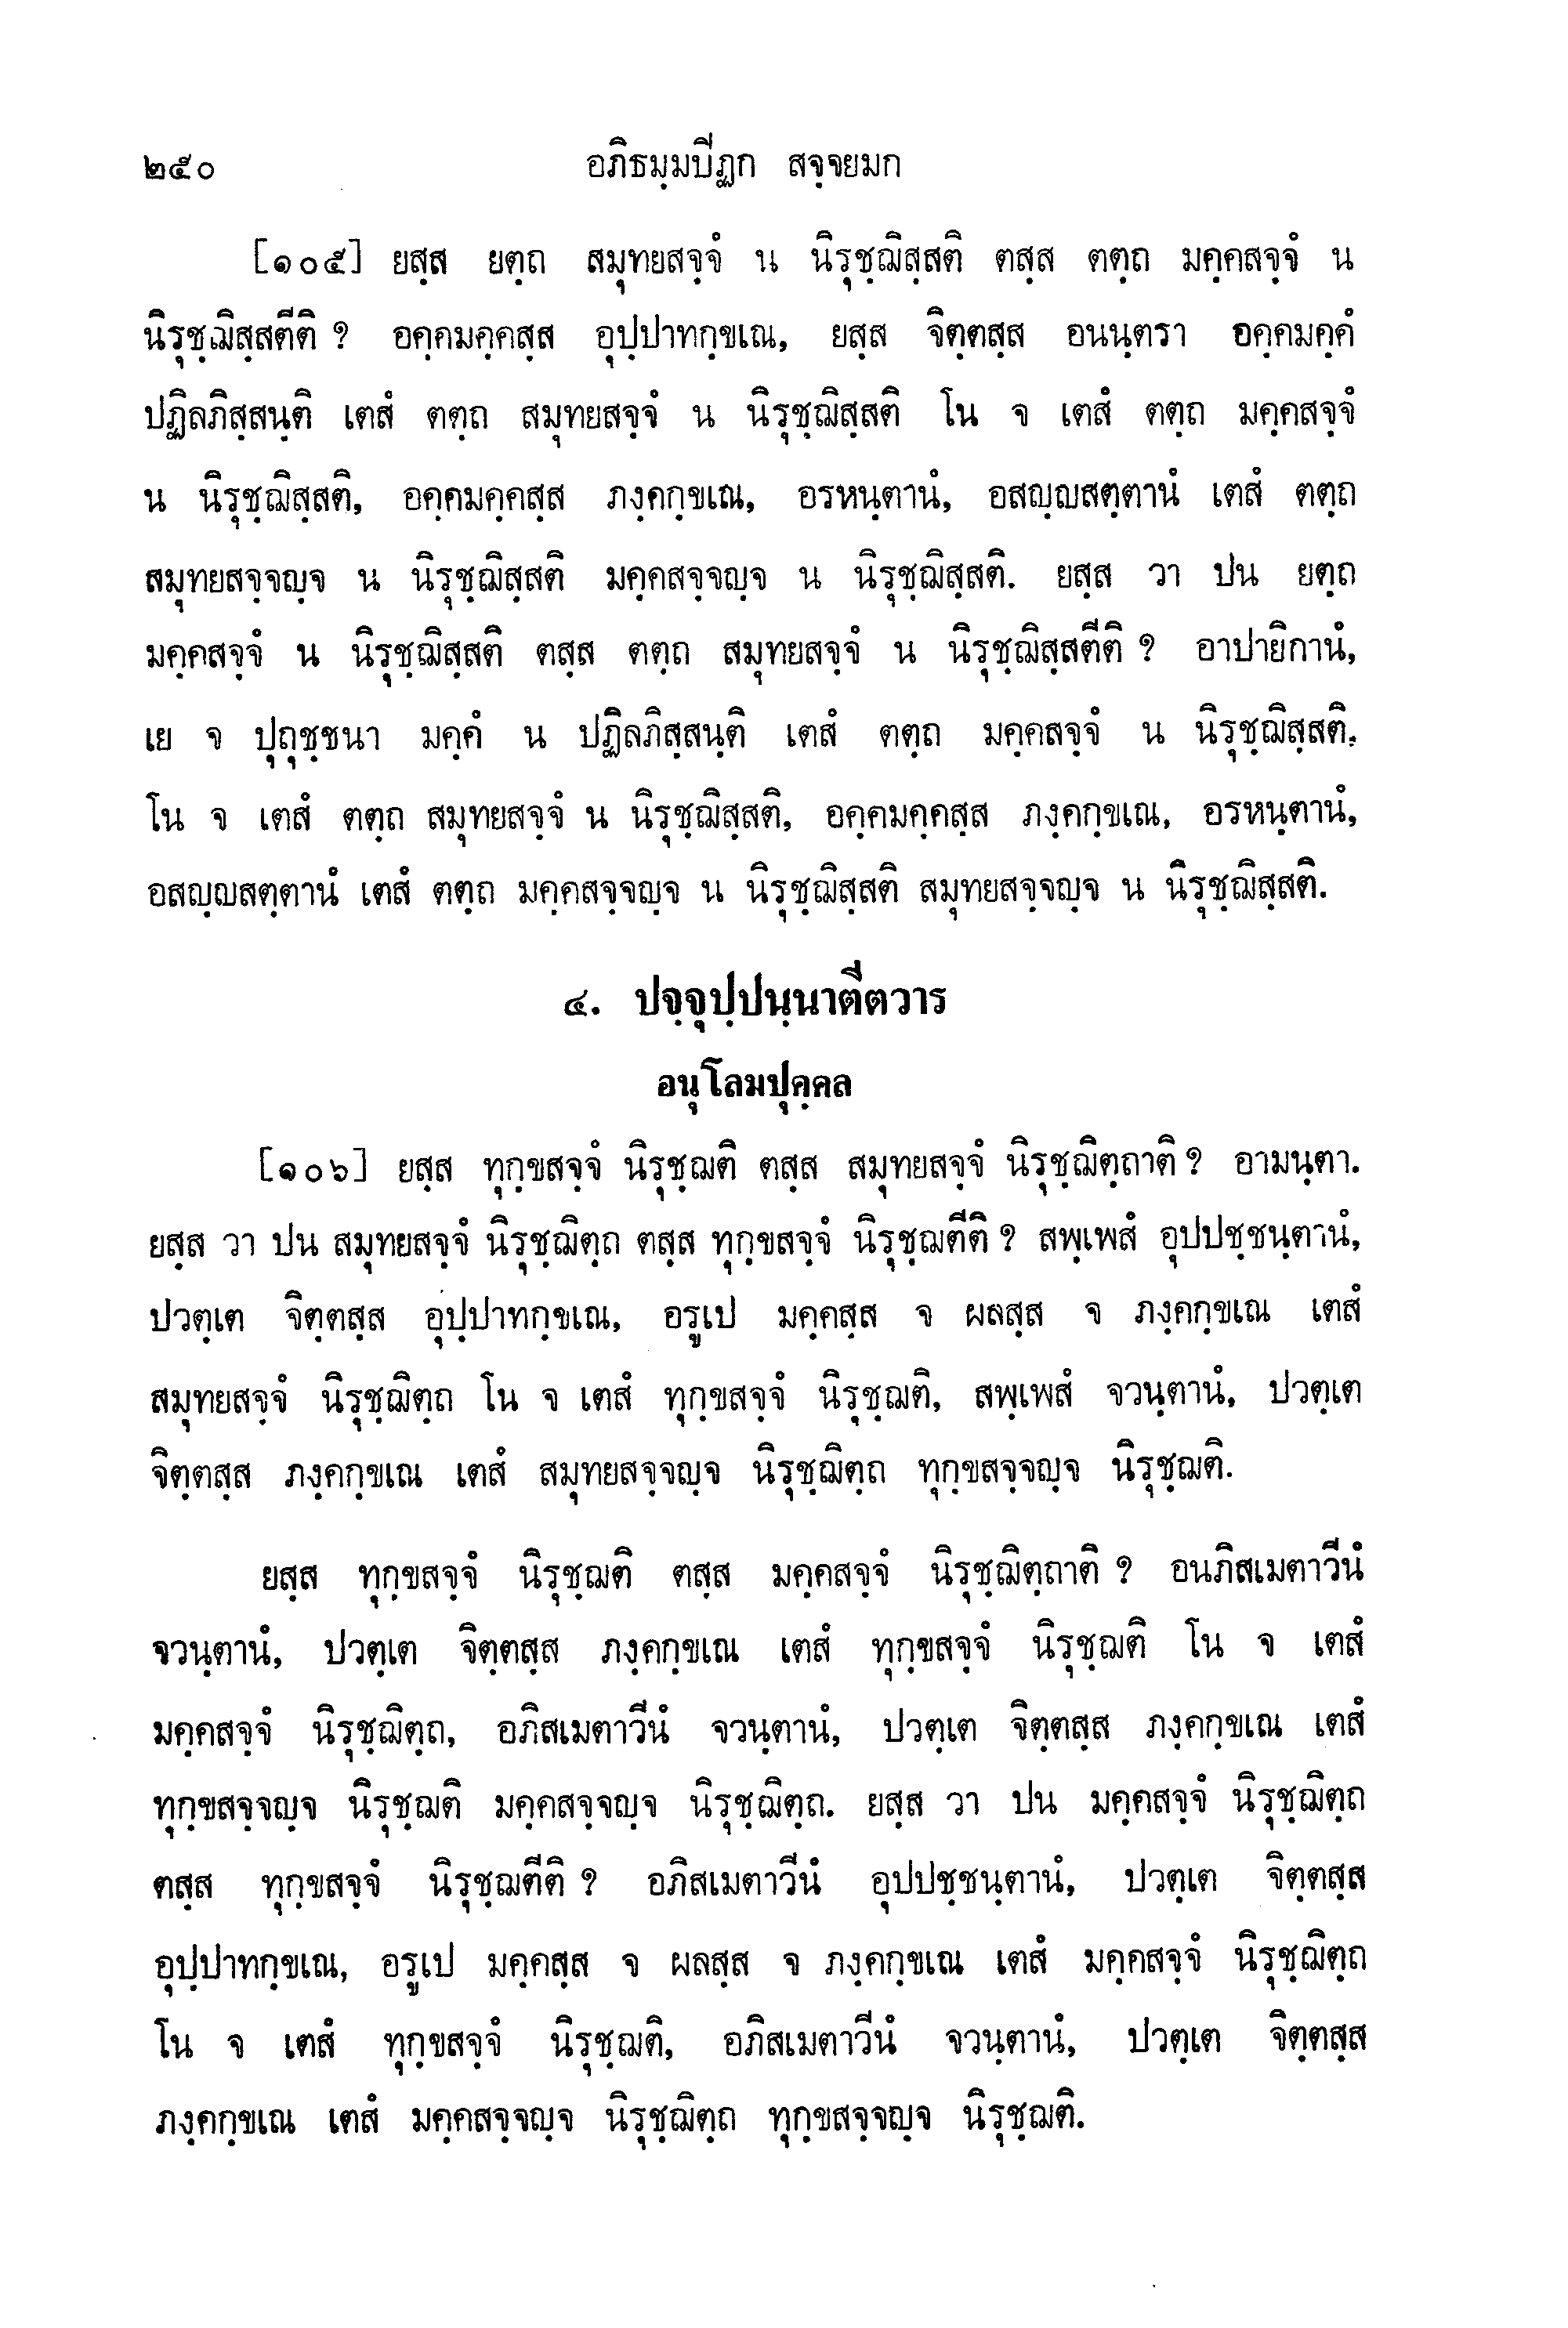 ๒๕๐ อภิธมฺมปีฏก สจฺจยมก
[๑๐๕] ยสฺส ยตฺถ สมุทยสจฺจํ น นิรุชฺฌิสฺสติ ตสฺส ตตฺถ มคฺคสจฺจํ น
นิรุชฺฌิสฺสตีติ ? อคฺคมคฺคสฺส อุปฺปาทกฺขเณ, ยสฺส จิตฺตสฺส อนนฺตรา อคฺคมคฺคํ
ปฏิลภิสฺสนฺติ เตสํ ตตฺถ สมุทยสจฺจํ น นิรุชฺฌิสฺสติ โน จ เตสํ ตตฺถ มคฺคสจฺจํ
น นิรุชฺฌิสฺสติ, อคฺคมคฺคสฺส ภงฺคกฺขเณ, อรหนฺตานํ, อสญฺญสตฺตานํ เตสํ ตตฺถ
สมุทยสจฺจญฺจ น นิรุชฺฌิสฺสติ มคฺคสจฺจญฺจ น นิรุชฺฌิสฺสติ. ยสฺส วา ปน ยตฺถ
มคฺคสจฺจํ น นิรุชฺฌิสฺสติ ตสฺส ตตฺถ สมุทยสจฺจํ น นิรุชฺฌิสฺสตีติ ? อาปายิกานํ,
เย จ ปุถุชฺชนา มคฺคํ น ปฏิลภิสฺสนฺติ เตสํ ตตฺถ มคฺคสจฺจํ น นิรุชฺฌิสฺสติ.
โน จ เตสํ ตตฺถ สมุทยสจฺจํ น นิรุชฺฌิสฺสติ, อคฺคมคฺคสฺส ภงฺคกฺขเณ, อรหนฺตานํ,
อสญฺญสตฺตานํ เตสํ ตตฺถ มคฺคสจฺจญฺจ น นิรุชฺฌิสฺสติ สมุทยสจฺจญฺจ น นิรุชฺฌิสฺสติ.
๔. ปจฺจุปฺปนฺนาตีตวาร
อนุโลมปุคฺคล
[๑๐๖] ยสฺส ทุกฺขสจฺจํ นิรุชฺฌติ ตสฺส สมุทยสจฺจํ นิรุชฺฌิตฺถาติ ? อามนฺตา.
ยสฺส วา ปน สมุทยสจฺจํ นิรุชฺฌิตฺถ ตสฺส ทุกฺขสจฺจํ นิรุชฺฌตีติ ? สพฺเพสํ อุปปชฺชนฺตานํ,
ปวตฺเต จิตฺตสฺส อุปฺปาทกฺขเณ, อรูเป มคฺคสฺส จ ผลสฺส จ ภงฺคกฺขเณ เตสํ
สมุทยสจฺจํ นิรุชฺฌิตฺถ โน จ เตสํ ทุกฺขสจฺจํ นิรุชฺฌติ, สพฺเพสํ จวนฺตานํ, ปวตฺเต
จิตฺตสฺส ภงฺคกฺขเณ เตสํ สมุทยสจฺจญฺจ นิรุชฺฌิตฺถ ทุกฺขสจฺจญฺจ นิรุชฺฌติ.
ยสฺส ทุกฺขสจฺจํ นิรุชฺฌติ ตสฺส มคฺคสจฺจํ นิรุชฺฌิตฺถาติ ? อนภิสเมตาวีนํ
จวนฺตานํ, ปวตฺเต จิตฺตสฺส ภงฺคกฺขเณ เตสํ ทุกฺขสจฺจํ นิรุชฺฌติ โน จ เตสํ
มคฺคสจฺจํ นิรุชฺฌิตฺถ, อภิสเมตาวีนํ จวนฺตานํ, ปวตฺเต จิตฺตสฺส ภงฺคกฺขเณ เตสํ
ทุกฺขสจฺจญฺจ นิรุชฺฌติ มคฺคสจฺจญฺจ นิรุชฺฌิตฺถ. ยสฺส วา ปน มคฺคสจฺจํ นิรุชฺฌิตฺถ
ตสฺส ทุกฺขสจฺจํ นิรุชฺฌตีติ ? อภิสเมตาวีนํ อุปปชฺชนฺตานํ, ปวตฺเต จิตฺตสฺส
อุปฺปาทกฺขเณ, อรูเป มคฺคสฺส จ ผลสฺส จ ภงฺคกฺขเณ เตสํ มคฺคสจฺจํ นิรุชฺฌิตฺถ
โน จ เตสํ ทุกฺขสจฺจํ นิรุชฺฌติ, อภิสเมตาวีนํ จวนฺตานํ, ปวตฺเต จิตฺตสฺส
ภงฺคกฺขเณ เตสํ มคฺคสจฺจญฺจ นิรุชฺฌิตฺถ ทุกฺขสจฺจญฺจ นิรุชฺฌติ.